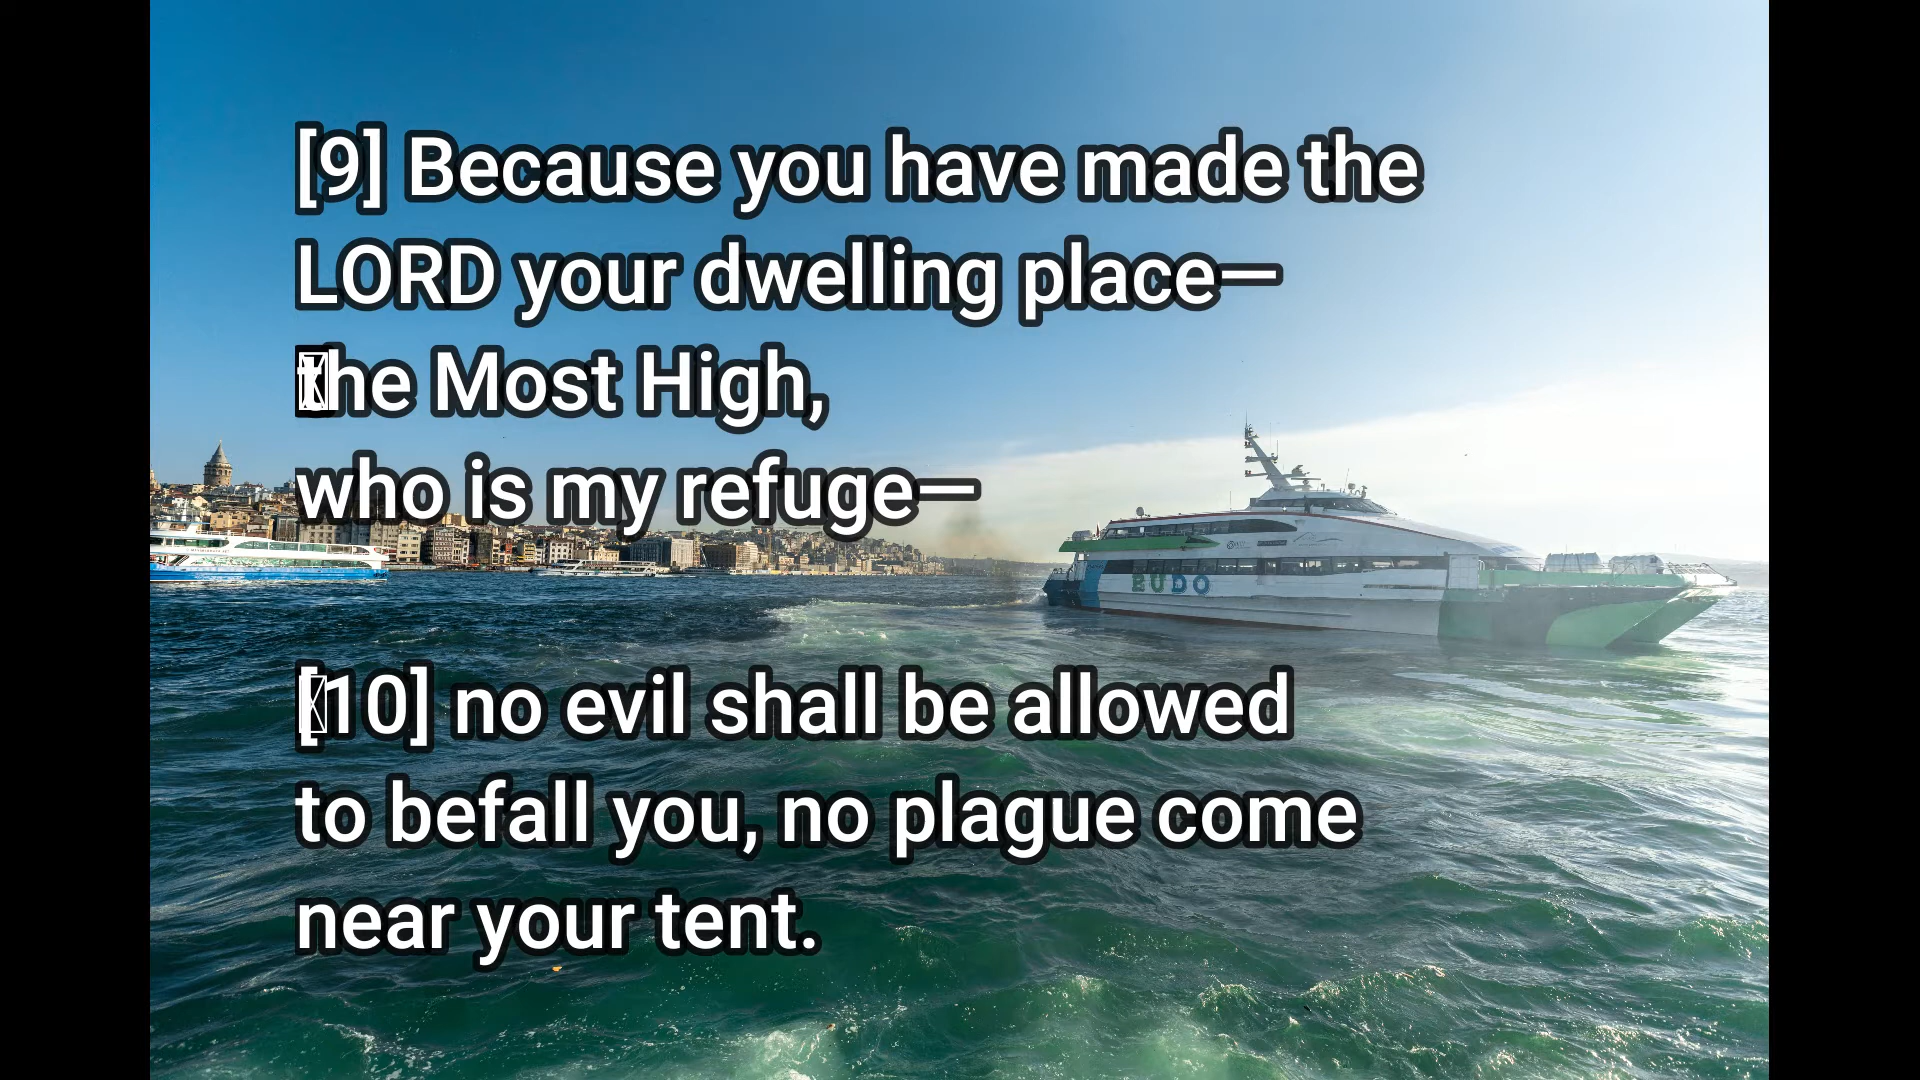 [9] Because you have made the
LORD your dwelling place—
the Most High,
who is my refuge—
BUDO
[10] no evil shall be allowed
to befall you, no plague come
near your tent.